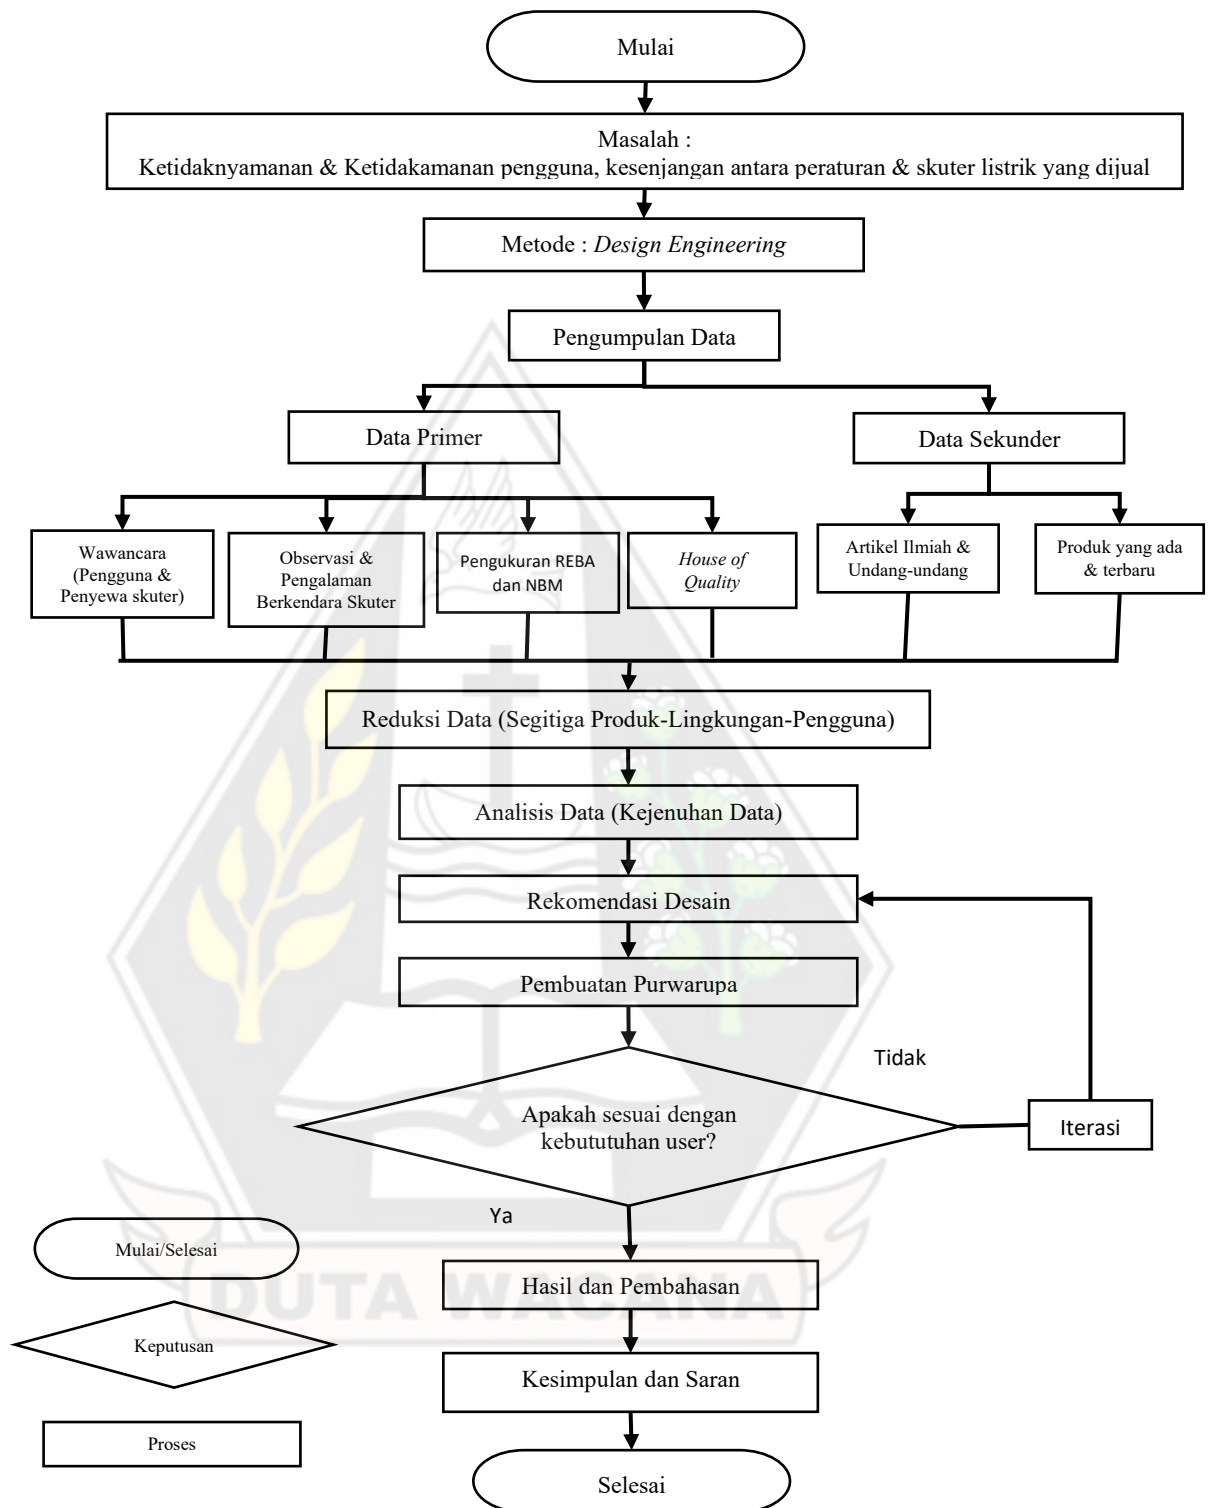 Mulai
Masalah :
Ketidaknyamanan & Ketidakamanan pengguna, kesenjangan antara peraturan & skuter listrik yang dijual
Metode : Design Engineering
Pengumpulan Data
Data Primer
Data Sekunder
Wawancara
(Pengguna &
Penyewa skuter)
Observasi &
Pengalaman
Berkendara Skuter
Pengukuran REBA
dan NBM
House of
Quality
Artikel Ilmiah &
Undang-undang
Produk yang ada
& terbaru
Reduksi Data (Segitiga Produk-Lingkungan-Pengguna)
Analisis Data (Kejenuhan Data)
Rekomendasi Desain
Pembuatan Purwarupa
Tidak
Apakah sesuai dengan
kebututuhan user?
Iterasi
Ya
Mulai/Selesai
Hasil dan Pembahasan
DUTA WACANA
Keputusan
Kesimpulan dan Saran
Proses
Selesai